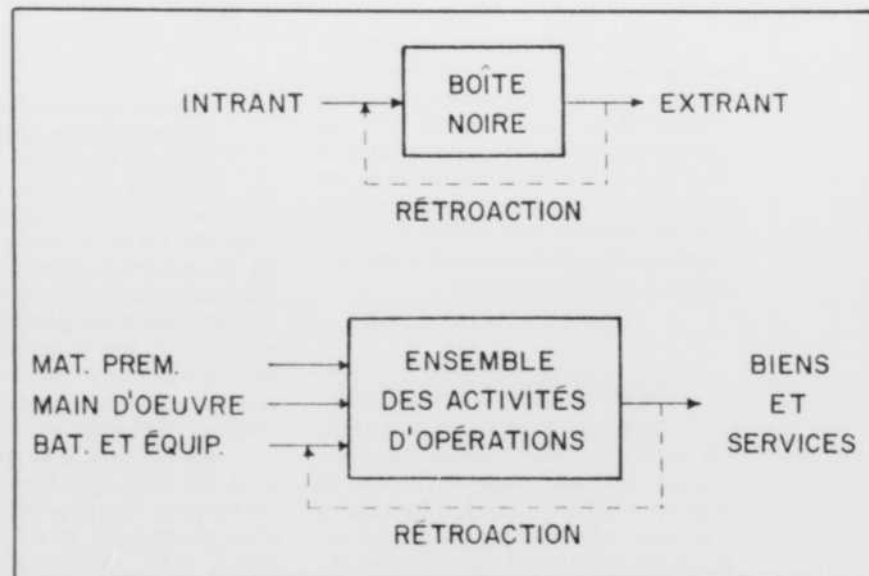 INTRANT
BOÎTE
NOIRE
EXTRANT
RÉTROACTION
MAT. PREM.
MAIN D'OEUVRE
BAT. ET ÉQUIP.
ENSEMBLE
DES ACTIVITÉS
D'OPÉRATIONS
BIENS
ET
SERVICES
RÉTROACTION